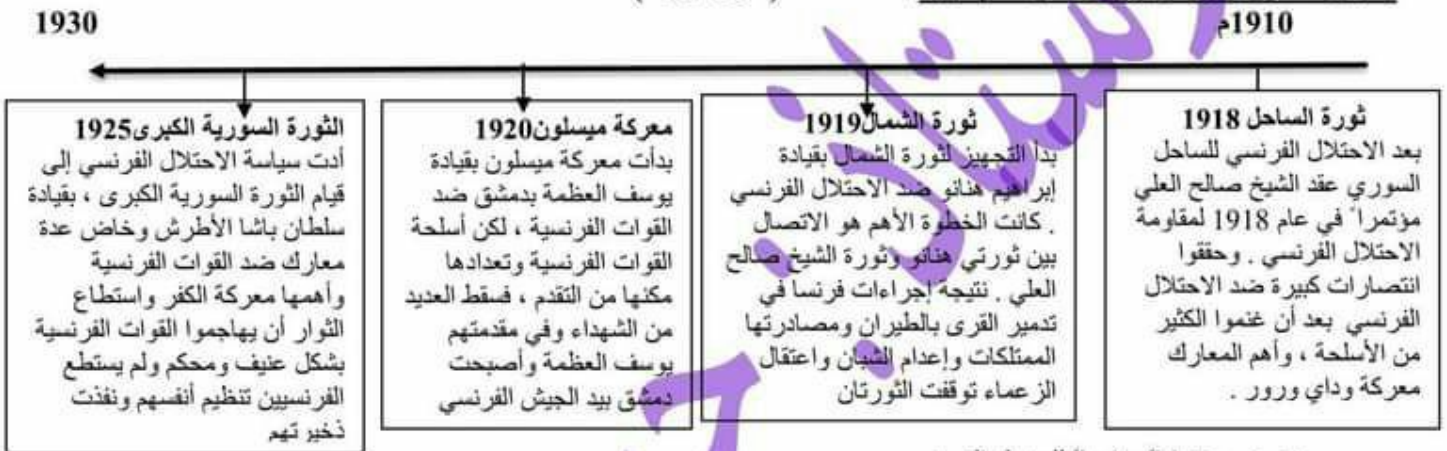 1910م
1930
ثورة الساحل 1918
بعد الاحتلال الفرنسي للساحل
السوري عقد الشيخ صالح العلي
مؤتمراً في عام 1918 لمقاومة
الاحتلال الفرنسي . وحققوا
انتصارات كبيرة ضد الاحتلال
الفرنسي بعد أن غنموا الكثير
من الأسلحة ، وأهم المعارك
معركة وداي ورور .
ثورة الشمال1919
بدأ التجهيز لثورة الشمال بقيادة
إبراهيم هنانو ضد الاحتلال الفرنسي
. كانت الخطوة الأهم هو الاتصال
بين ثورتي هنانو وثورة الشيخ صالح
العلي . نتيجة إجراءات فرنسا في
تدمير القرى بالطيران ومصادرتها
الممتلكات وإعدام الشبان واعتقال
الزعماء توقفت الثورتان
معركة ميسلون1920
بدأت معركة ميسلون بقيادة
يوسف العظمة بدمشق ضد
القوات الفرنسية ، لكن أسلحة
القوات الفرنسية وتعدادها
مكنها من التقدم ، فسقط العديد
من الشهداء وفي مقدمتهم
يوسف العظمة وأصبحت
دمشق بيد الجيش الفرنسي
الثورة السورية الكبرى1925
أدت سياسة الاحتلال الفرنسي إلى
قيام الثورة السورية الكبرى ، بقيادة
سلطان باشا الأطرش وخاض عدة
معارك ضد القوات الفرنسية
وأهمها معركة الكفر واستطاع
الثوار أن يهاجموا القوات الفرنسية
بشكل عنيف ومحكم ولم يستطع
الفرنسيين تنظيم أنفسهم ونفذت
ذخيرتهم